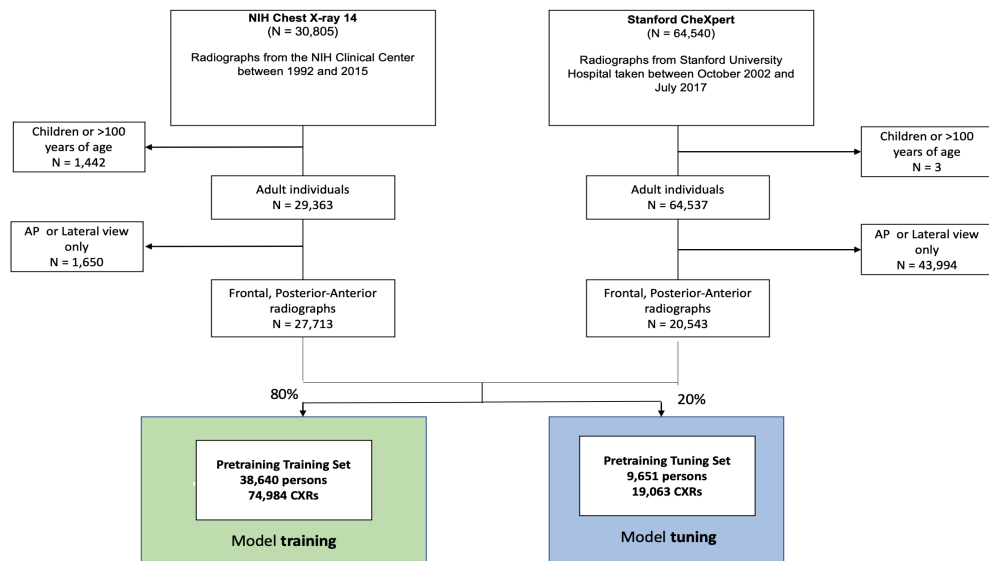 NIH Chest X-ray 14
(N = 30,805)
Radiographs from the NIH Clinical Center
between 1992 and 2015
Stanford CheXpert
(N = 64,540)
Radiographs from Stanford University
Hospital taken between October 2002 and
July 2017
Children or >100
years of age
N = 1,442
Children or >100
years of age
N = 3
Adult individuals
N = 29,363
Adult individuals
N = 64,537
AP or Lateral view
only
N = 1,650
AP or Lateral view
only
N = 43,994
Frontal, Posterior-Anterior
radiographs
N = 27,713
Frontal, Posterior-Anterior
radiographs
N = 20,543
80%
20%
Pretraining Training Set
38,640 persons
74,984 CXRs
Model training
Pretraining Tuning Set
9,651 persons
19,063 CXRs
Model tuning